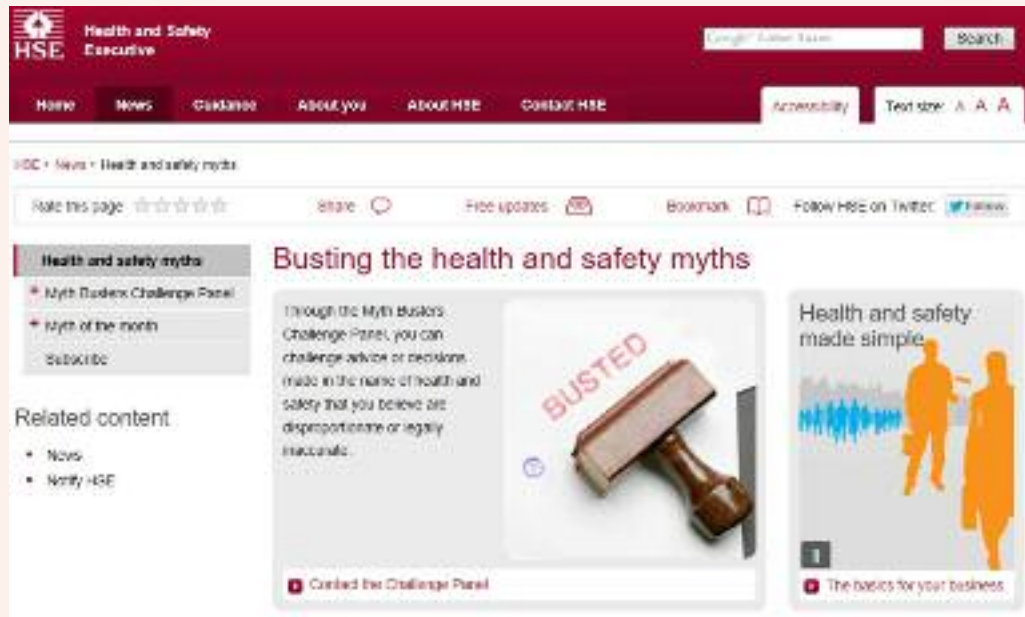 HSE
Health and Safety
Executive
Search
Home
News
Guidance
About you
About HSE
Contact HSE
Accessibility
Text size: A A A
HSE • News • Health and safety myths
Rate this page
Share
Free updates
Bookmark
Follow HSE on Twitter:
Follow
Health and safety myths
Myth Busters Challenge Panel
Myth of the month
Subscribe
Related content
• News
• Notify HSE
Busting the health and safety myths
Through the Myth Busters
Challenge Panel, you can
challenge advice or decisions
made in the name of health and
safety that you believe are
disproportionate or legally
inaccurate.
BUSTED
Contact the Challenge Panel
Health and safety
made simple
1
The basics for your business